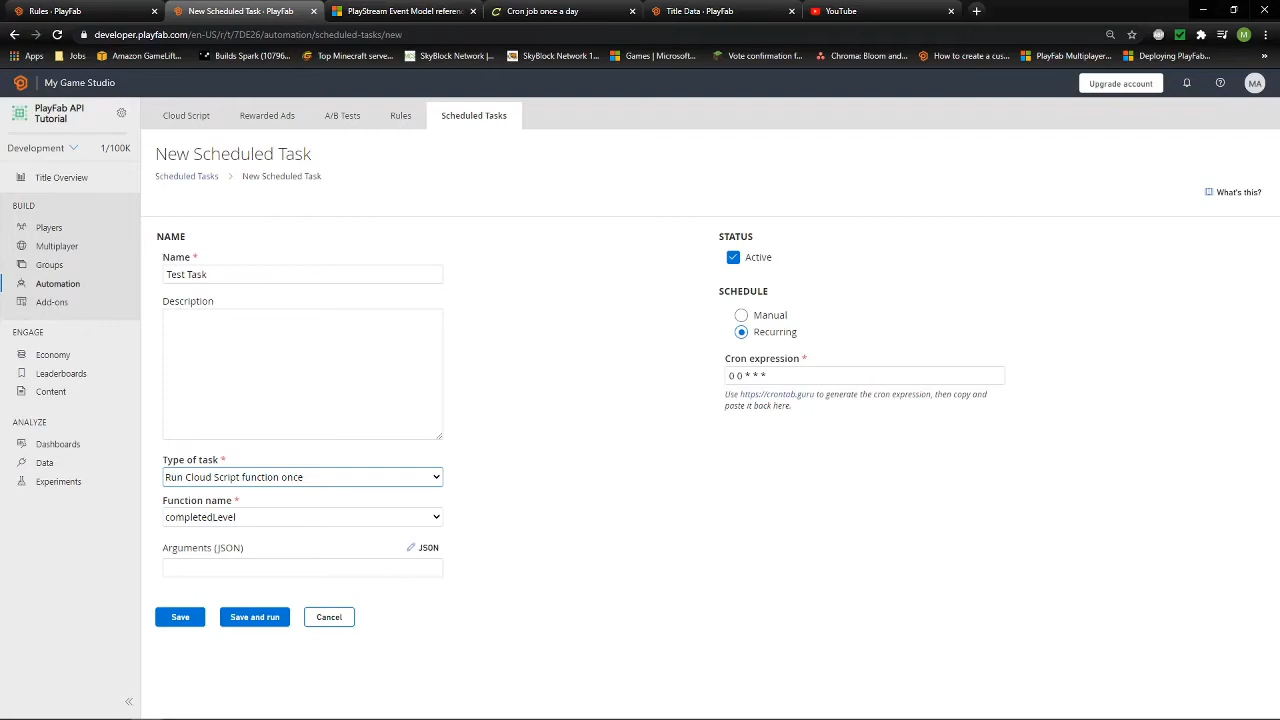 Rules - PlayFab
New Scheduled Task - PlayFab
PlayStream Event Model referenc
Cron job once a day
Title Data - PlayFab
YouTube
developer.playfab.com/en-US/r/t/7DE26/automation/scheduled-tasks/new
M
Apps
Jobs
Amazon GameLift...
Builds Spark (10796...
Top Minecraft serve...
SkyBlock Network |...
SkyBlock Network 1...
Games | Microsoft...
Vote confirmation f...
Chroma: Bloom and...
How to create a cus...
PlayFab Multiplayer...
Deploying PlayFab...
»
My Game Studio
Upgrade account
MA
PlayFab API
Tutorial
Development
1/100K
Title Overview
BUILD
Players
Multiplayer
Groups
Automation
Add-ons
ENGAGE
Economy
Leaderboards
Content
ANALYZE
Dashboards
Data
Experiments
Cloud Script
Rewarded Ads
A/B Tests
Rules
Scheduled Tasks
New Scheduled Task
Scheduled Tasks > New Scheduled Task
What's this?
NAME
Name *
Test Task
Description
Type of task *
Run Cloud Script function once
Function name *
completedLevel
Arguments (JSON)
JSON
Save
Save and run
Cancel
STATUS
Active
SCHEDULE
Manual
Recurring
Cron expression *
0 0 * * *
Use https://crontab.guru to generate the cron expression, then copy and
paste it back here.